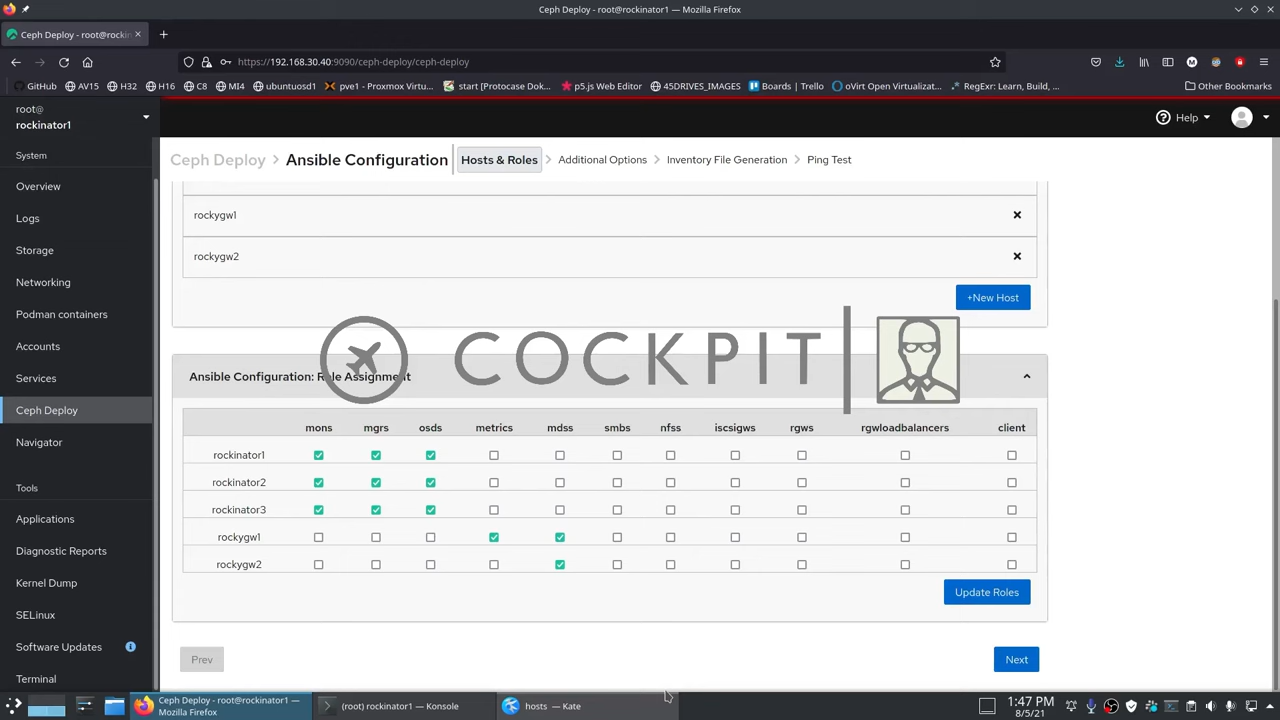 Ceph Deploy - root@rockinator1 — Mozilla Firefox
Ceph Deploy - root@rockin
https://192.168.30.40:9090/ceph-deploy/ceph-deploy
GitHub AV15 H32 H16 C8 MI4 ubuntuosd1 pve1 - Proxmox Virtu... start [Protocase Dok... p5.js Web Editor 45DRIVES_IMAGES Boards | Trello oVirt Open Virtualizat... RegExr: Learn, Build, ... Other Bookmarks
root@
rockinator1
Help
System
Overview
Logs
Storage
Networking
Podman containers
Accounts
Services
Ceph Deploy
Navigator
Tools
Applications
Diagnostic Reports
Kernel Dump
SELinux
Software Updates
Terminal
Ceph Deploy > Ansible Configuration Hosts & Roles > Additional Options > Inventory File Generation > Ping Test
rockygw1
rockygw2
+New Host
COCKPIT
Ansible Configuration: Role Assignment
mons mgrs osds metrics mdss smbs nfss iscsigws rgws rgwloadbalancers client
rockinator1
rockinator2
rockinator3
rockygw1
rockygw2
Update Roles
Prev
Next
Ceph Deploy - root@rockinator1 —
Mozilla Firefox
(root) rockinator1 — Konsole
hosts — Kate
1:47 PM
8/5/21